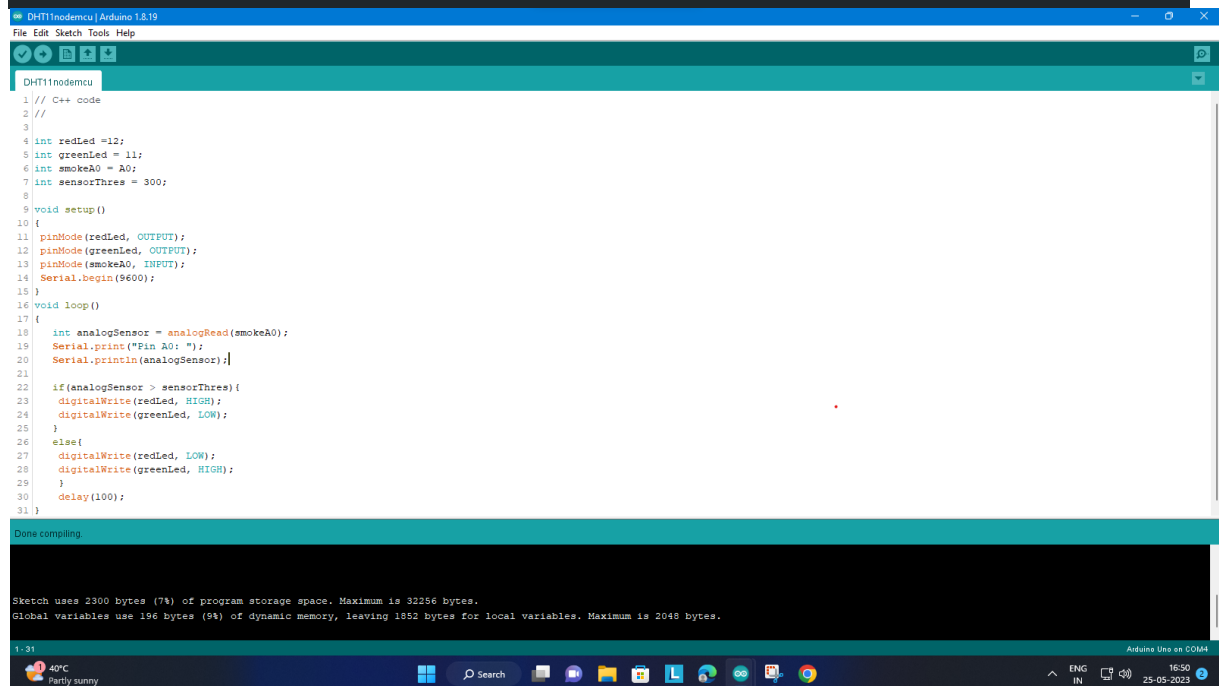 DHT11nodemcu | Arduino 1.8.19
File Edit Sketch Tools Help
DHT11nodemcu
1 // C++ code
2 //
3
4 int redLed =12;
5 int greenLed = 11;
6 int smokeA0 = A0;
7 int sensorThres = 300;
8
9 void setup()
10 {
11 pinMode(redLed, OUTPUT);
12 pinMode(greenLed, OUTPUT);
13 pinMode(smokeA0, INPUT);
14 Serial.begin(9600);
15 }
16 void loop()
17 {
18 int analogSensor = analogRead(smokeA0);
19 Serial.print("Pin A0: ");
20 Serial.println(analogSensor);
21
22 if(analogSensor > sensorThres){
23 digitalWrite(redLed, HIGH);
24 digitalWrite(greenLed, LOW);
25 }
26 else{
27 digitalWrite(redLed, LOW);
28 digitalWrite(greenLed, HIGH);
29 }
30 delay(100);
31 }
Done compiling.
Sketch uses 2300 bytes (7%) of program storage space. Maximum is 32256 bytes.
Global variables use 196 bytes (9%) of dynamic memory, leaving 1852 bytes for local variables. Maximum is 2048 bytes.
1 - 31 Arduino Uno on COM4
1 40°C
Partly sunny
Search
L
ENG
IN
16:50
25-05-2023
2